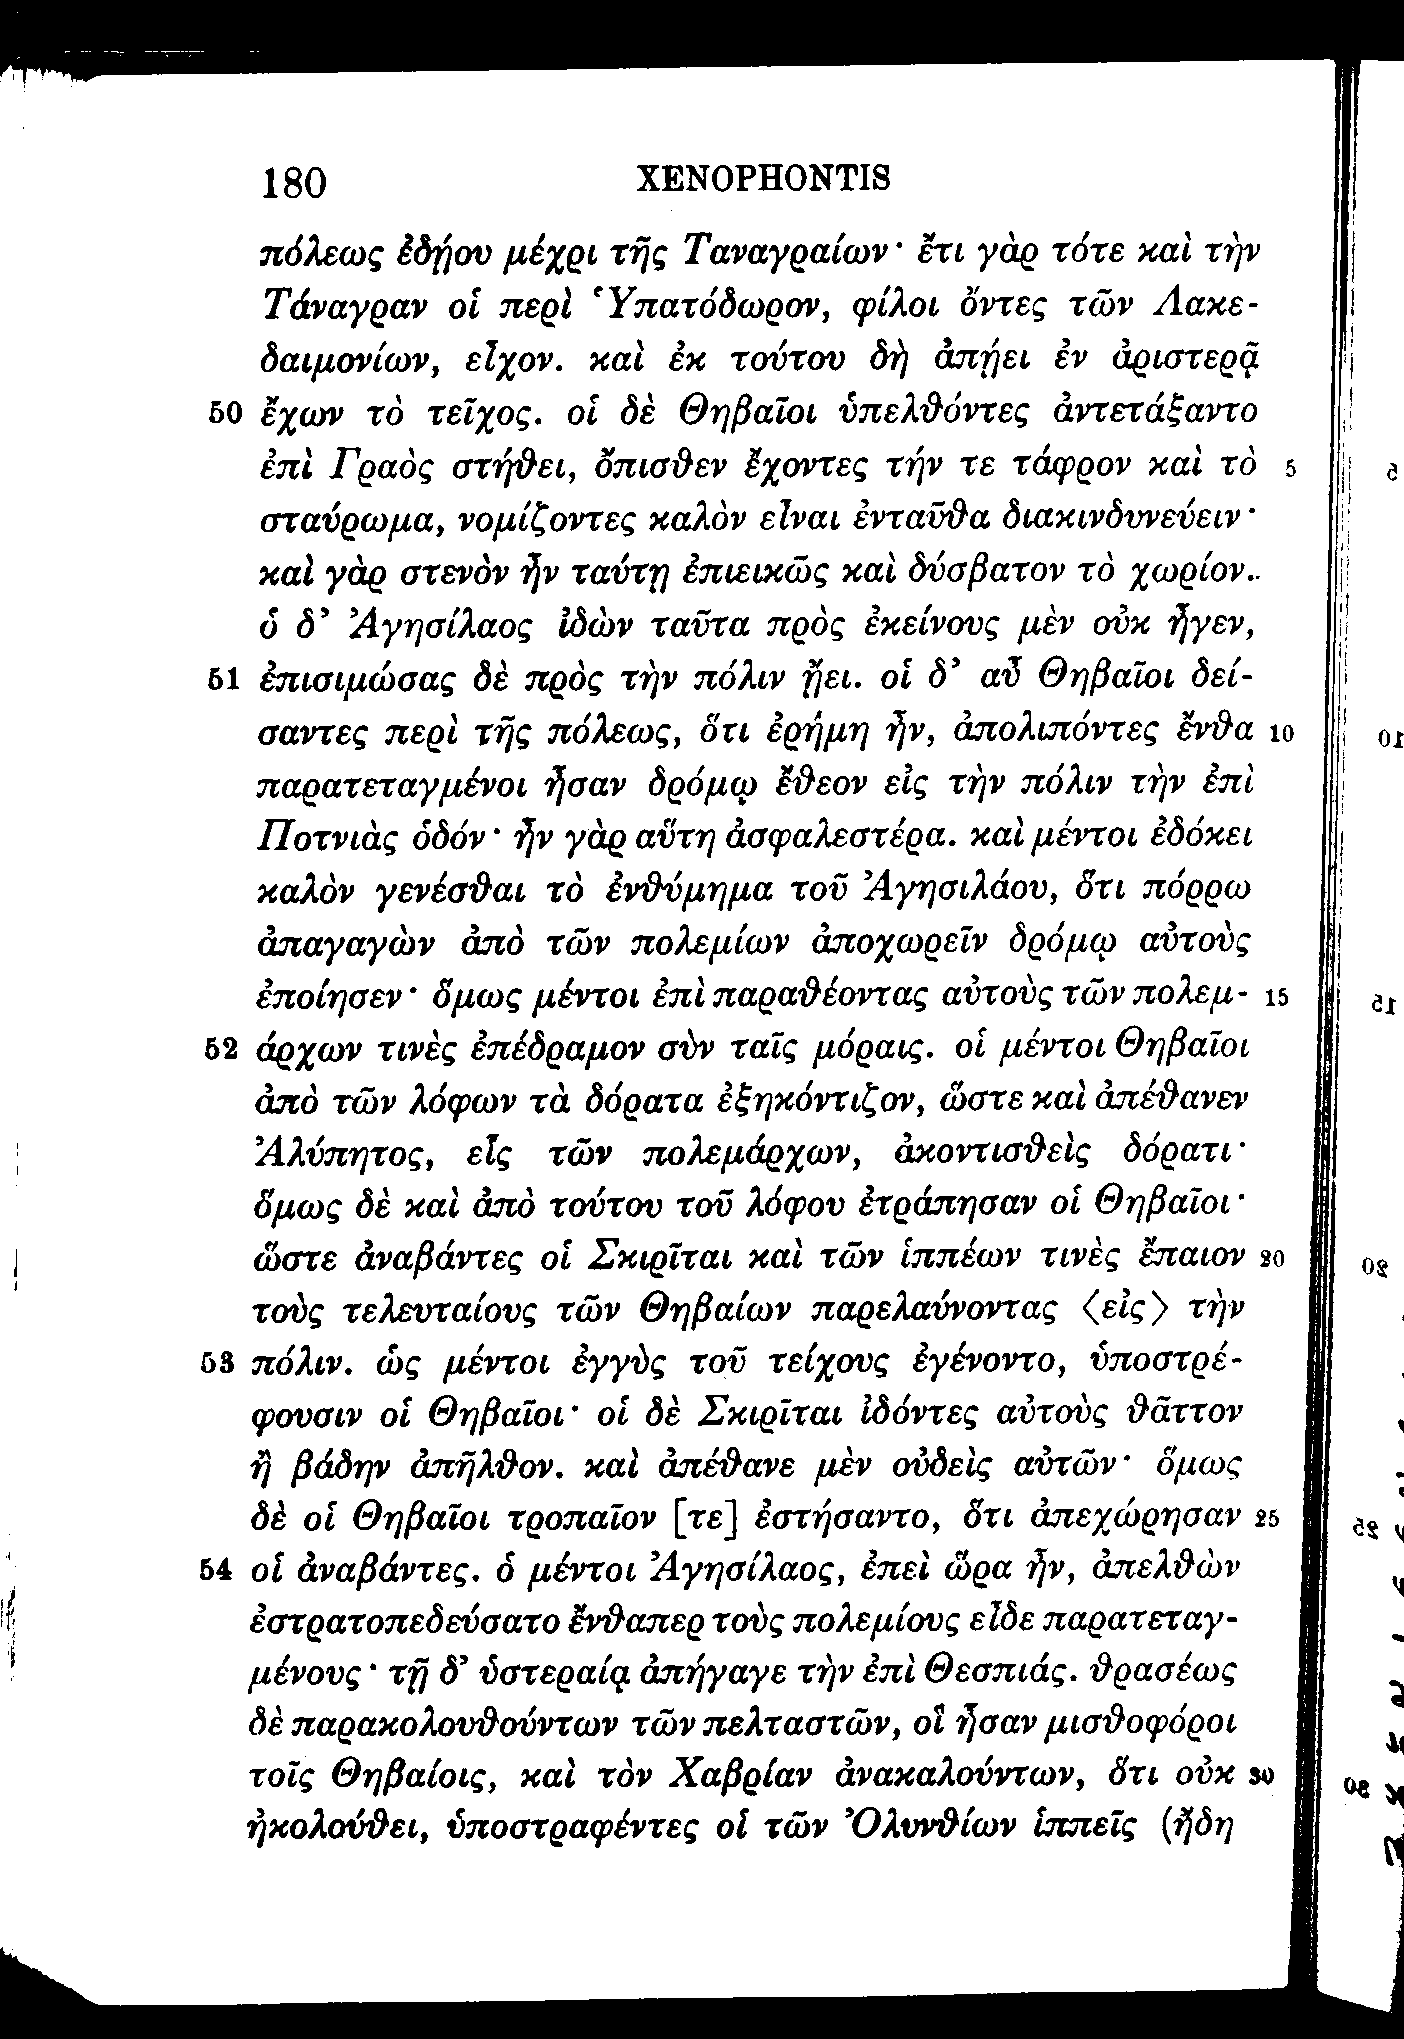 180 XENOPHONTIS
πόλεως ἐδῄου μέχρι τῆς Ταναγραίων· ἔτι γὰρ τότε καὶ τὴν
Τάναγραν οἱ περὶ Ὑπατόδωρον, φίλοι ὄντες τῶν Λακε-
δαιμονίων, εἶχον. καὶ ἐκ τούτου δὴ ἀπῄει ἐν ἀριστερᾷ
50 ἔχων τὸ τεῖχος. οἱ δὲ Θηβαῖοι ὑπελθόντες ἀντετάξαντο
ἐπὶ Γραὸς στήθει, ὄπισθεν ἔχοντες τήν τε τάφρον καὶ τὸ 5
σταύρωμα, νομίζοντες καλὸν εἶναι ἐνταῦθα διακινδυνεύειν·
καὶ γὰρ στενὸν ἦν ταύτῃ ἐπιεικῶς καὶ δύσβατον τὸ χωρίον.
ὁ δ’ Ἀγησίλαος ἰδὼν ταῦτα πρὸς ἐκείνους μὲν οὐκ ἦγεν,
51 ἐπισιμώσας δὲ πρὸς τὴν πόλιν ᾔει. οἱ δ’ αὖ Θηβαῖοι δεί-
σαντες περὶ τῆς πόλεως, ὅτι ἐρήμη ἦν, ἀπολιπόντες ἔνθα 10
παρατεταγμένοι ἦσαν δρόμῳ ἔθεον εἰς τὴν πόλιν τὴν ἐπὶ
Ποτνιὰς ὁδόν· ἦν γὰρ αὕτη ἀσφαλεστέρα. καὶ μέντοι ἐδόκει
καλὸν γενέσθαι τὸ ἐνθύμημα τοῦ Ἀγησιλάου, ὅτι πόρρω
ἀπαγαγὼν ἀπὸ τῶν πολεμίων ἀποχωρεῖν δρόμῳ αὐτοὺς
ἐποίησεν· ὅμως μέντοι ἐπὶ παραθέοντας αὐτοὺς τῶν πολεμ- 15
52 άρχων τινὲς ἐπέδραμον σὺν ταῖς μόραις. οἱ μέντοι Θηβαῖοι
ἀπὸ τῶν λόφων τὰ δόρατα ἐξηκόντιζον, ὥστε καὶ ἀπέθανεν
Ἀλύπητος, εἷς τῶν πολεμάρχων, ἀκοντισθεὶς δόρατι·
ὅμως δὲ καὶ ἀπὸ τούτου τοῦ λόφου ἐτράπησαν οἱ Θηβαῖοι·
ὥστε ἀναβάντες οἱ Σκιρῖται καὶ τῶν ἱππέων τινὲς ἔπαιον 20
τοὺς τελευταίους τῶν Θηβαίων παρελαύνοντας ⟨εἰς⟩ τὴν
53 πόλιν. ὡς μέντοι ἐγγὺς τοῦ τείχους ἐγένοντο, ὑποστρέ-
φουσιν οἱ Θηβαῖοι· οἱ δὲ Σκιρῖται ἰδόντες αὐτοὺς θᾶττον
ἢ βάδην ἀπῆλθον. καὶ ἀπέθανε μὲν οὐδεὶς αὐτῶν· ὅμως
δὲ οἱ Θηβαῖοι τροπαῖον [τε] ἐστήσαντο, ὅτι ἀπεχώρησαν 25
54 οἱ ἀναβάντες. ὁ μέντοι Ἀγησίλαος, ἐπεὶ ὥρα ἦν, ἀπελθὼν
ἐστρατοπεδεύσατο ἔνθαπερ τοὺς πολεμίους εἶδε παρατεταγ-
μένους· τῇ δ’ ὑστεραίᾳ ἀπήγαγε τὴν ἐπὶ Θεσπιάς. θρασέως
δὲ παρακολουθούντων τῶν πελταστῶν, οἳ ἦσαν μισθοφόροι
τοῖς Θηβαίοις, καὶ τὸν Χαβρίαν ἀνακαλούντων, ὅτι οὐκ 30
ἠκολούθει, ὑποστραφέντες οἱ τῶν Ὀλυνθίων ἱππεῖς (ἤδη